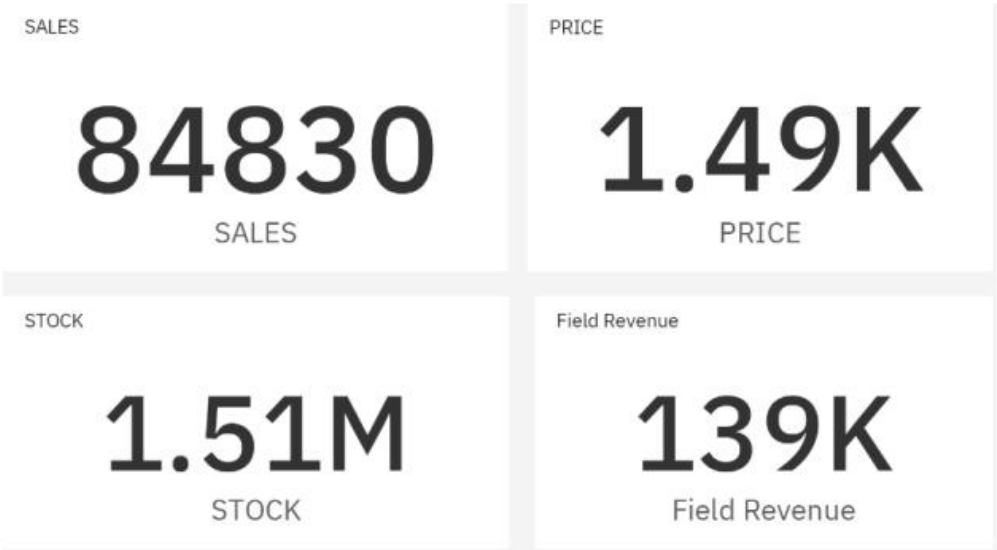 SALES
84830
SALES
PRICE
1.49K
PRICE
STOCK
1.51M
STOCK
Field Revenue
139K
Field Revenue